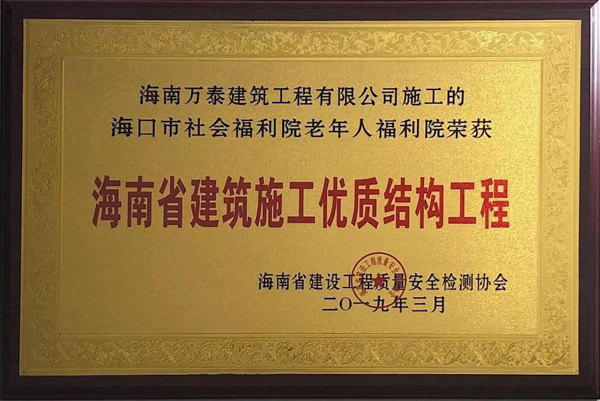 海南万泰建筑工程有限公司施工的
海口市社会福利院老年人福利院荣获
海南省建筑施工优质结构工程
海南省建设工程质量安全检测协会
二〇一九年三月